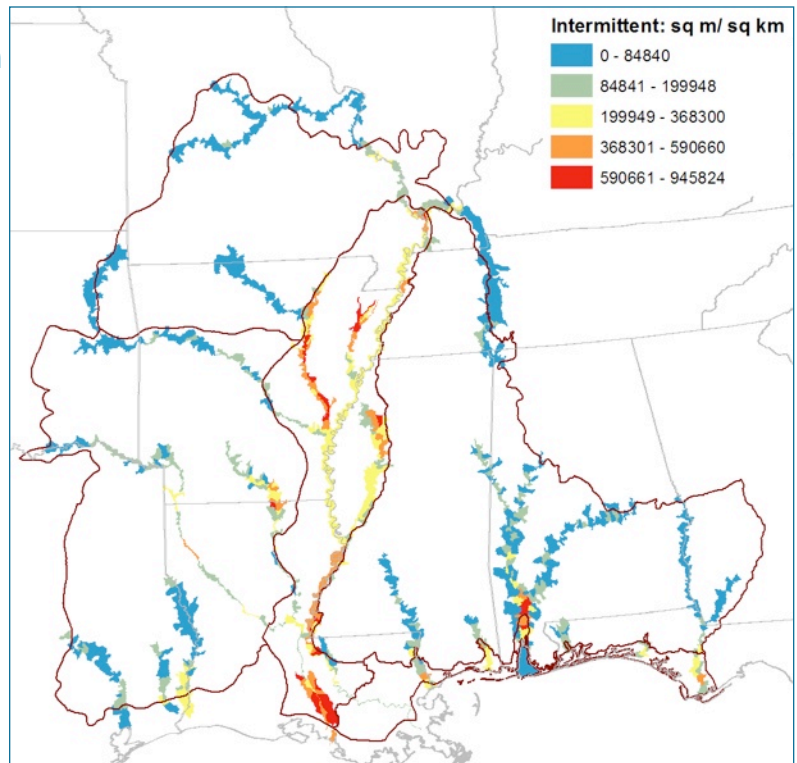 Intermittent: sq m/ sq km
0 - 84840
84841 - 199948
199949 - 368300
368301 - 590660
590661 - 945824